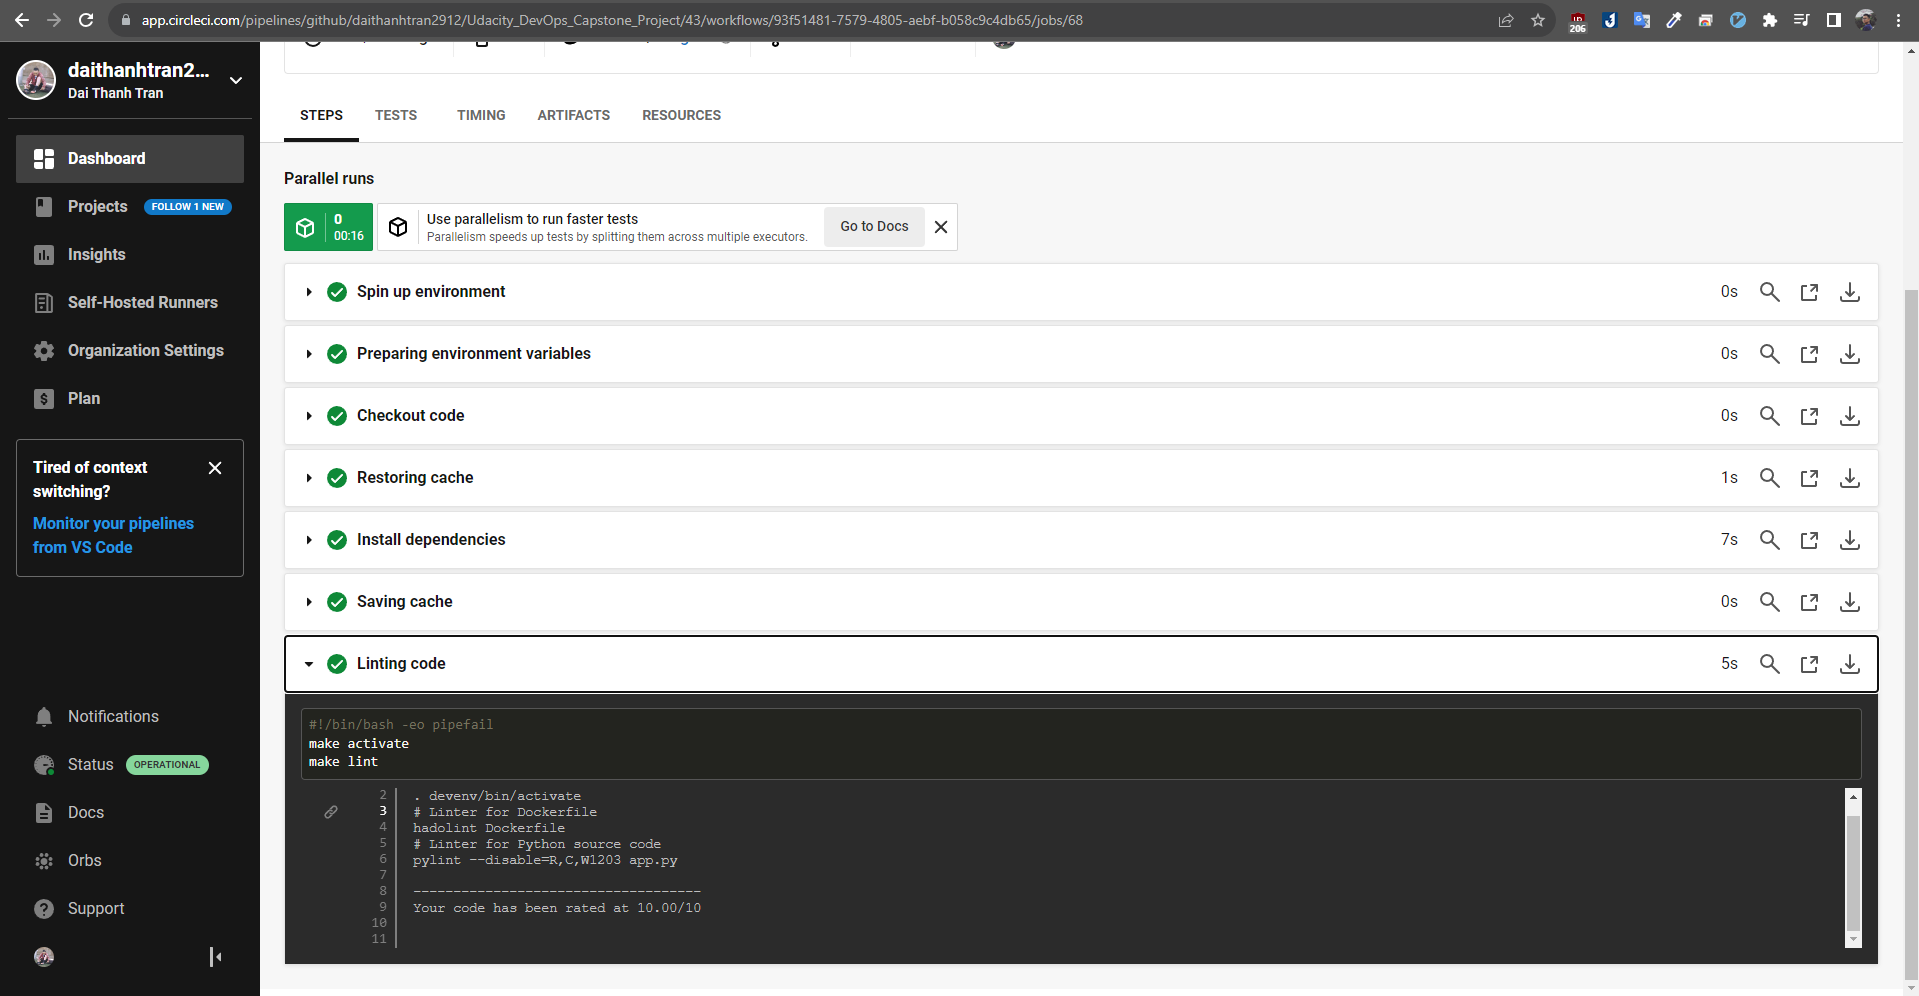 app.circleci.com/pipelines/github/daithanhtran2912/Udacity_DevOps_Capstone_Project/43/workflows/93f51481-7579-4805-aebf-b058c9c4db65/jobs/68
206
daithanhtran2...
Dai Thanh Tran
Dashboard
Projects
FOLLOW 1 NEW
Insights
Self-Hosted Runners
Organization Settings
Plan
Tired of context
switching?
Monitor your pipelines
from VS Code
Notifications
Status
OPERATIONAL
Docs
Orbs
Support
STEPS TESTS TIMING ARTIFACTS RESOURCES
Parallel runs
0
00:16
Use parallelism to run faster tests
Parallelism speeds up tests by splitting them across multiple executors.
Go to Docs
Spin up environment 0s
Preparing environment variables 0s
Checkout code 0s
Restoring cache 1s
Install dependencies 7s
Saving cache 0s
Linting code 5s
#!/bin/bash -eo pipefail
make activate
make lint
2 . devenv/bin/activate
3 # Linter for Dockerfile
4 hadolint Dockerfile
5 # Linter for Python source code
6 pylint --disable=R,C,W1203 app.py
7
8 ------------------------------------
9 Your code has been rated at 10.00/10
10
11